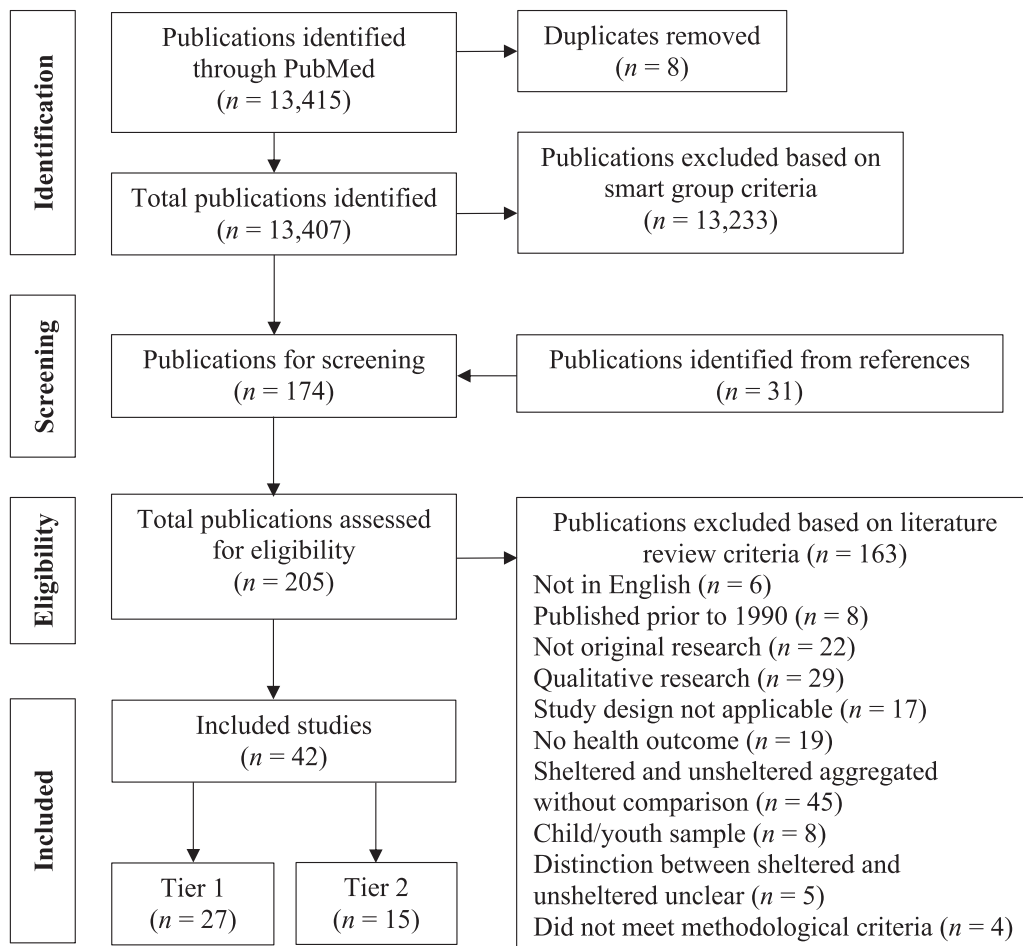 Identification
Publications identified
through PubMed
(n = 13,415)
Duplicates removed
(n = 8)
Total publications identified
(n = 13,407)
Publications excluded based on
smart group criteria
(n = 13,233)
Screening
Publications for screening
(n = 174)
Publications identified from references
(n = 31)
Eligibility
Total publications assessed
for eligibility
(n = 205)
Publications excluded based on literature
review criteria (n = 163)
Not in English (n = 6)
Published prior to 1990 (n = 8)
Not original research (n = 22)
Qualitative research (n = 29)
Study design not applicable (n = 17)
No health outcome (n = 19)
Sheltered and unsheltered aggregated
without comparison (n = 45)
Child/youth sample (n = 8)
Distinction between sheltered and
unsheltered unclear (n = 5)
Did not meet methodological criteria (n = 4)
Included
Included studies
(n = 42)
Tier 1
(n = 27)
Tier 2
(n = 15)